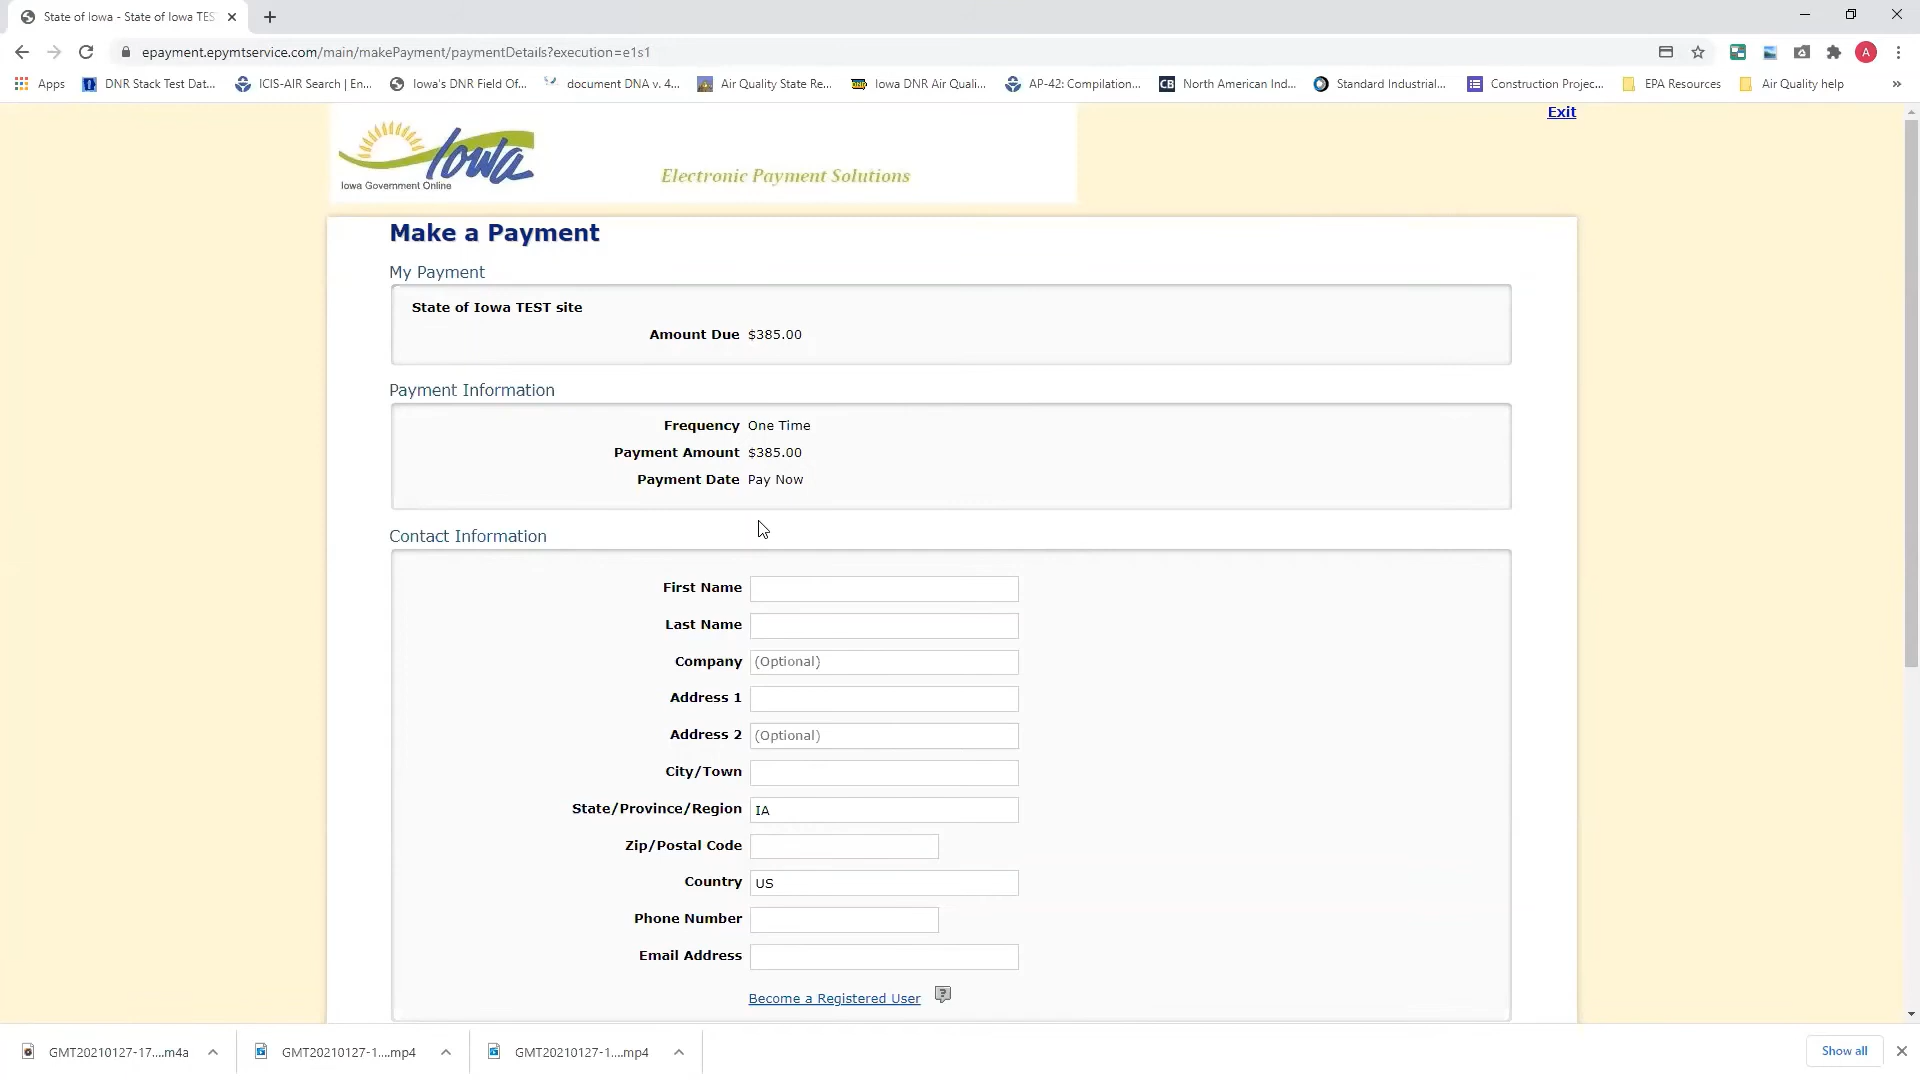 State of Iowa - State of Iowa TES
epayment.epymtservice.com/main/makePayment/paymentDetails?execution=e1s1
A
Apps
DNR Stack Test Dat...
ICIS-AIR Search | En...
Iowa's DNR Field Of...
document DNA v. 4...
Air Quality State Re...
Iowa DNR Air Quali...
AP-42: Compilation...
CB North American Ind...
Standard Industrial...
Construction Projec...
EPA Resources
Air Quality help
»
Exit
Iowa
Iowa Government Online
Electronic Payment Solutions
Make a Payment
My Payment
State of Iowa TEST site
Amount Due $385.00
Payment Information
Frequency One Time
Payment Amount $385.00
Payment Date Pay Now
Contact Information
First Name
Last Name
Company (Optional)
Address 1
Address 2 (Optional)
City/Town
State/Province/Region IA
Zip/Postal Code
Country US
Phone Number
Email Address
Become a Registered User ?
GMT20210127-17....m4a
GMT20210127-1....mp4
GMT20210127-1....mp4
Show all